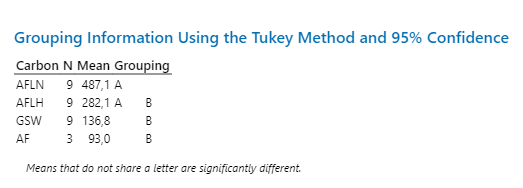 Grouping Information Using the Tukey Method and 95% Confidence
Carbon N Mean Grouping
AFLN 9 487,1 A
AFLH 9 282,1 A B
GSW 9 136,8 B
AF 3 93,0 B
Means that do not share a letter are significantly different.